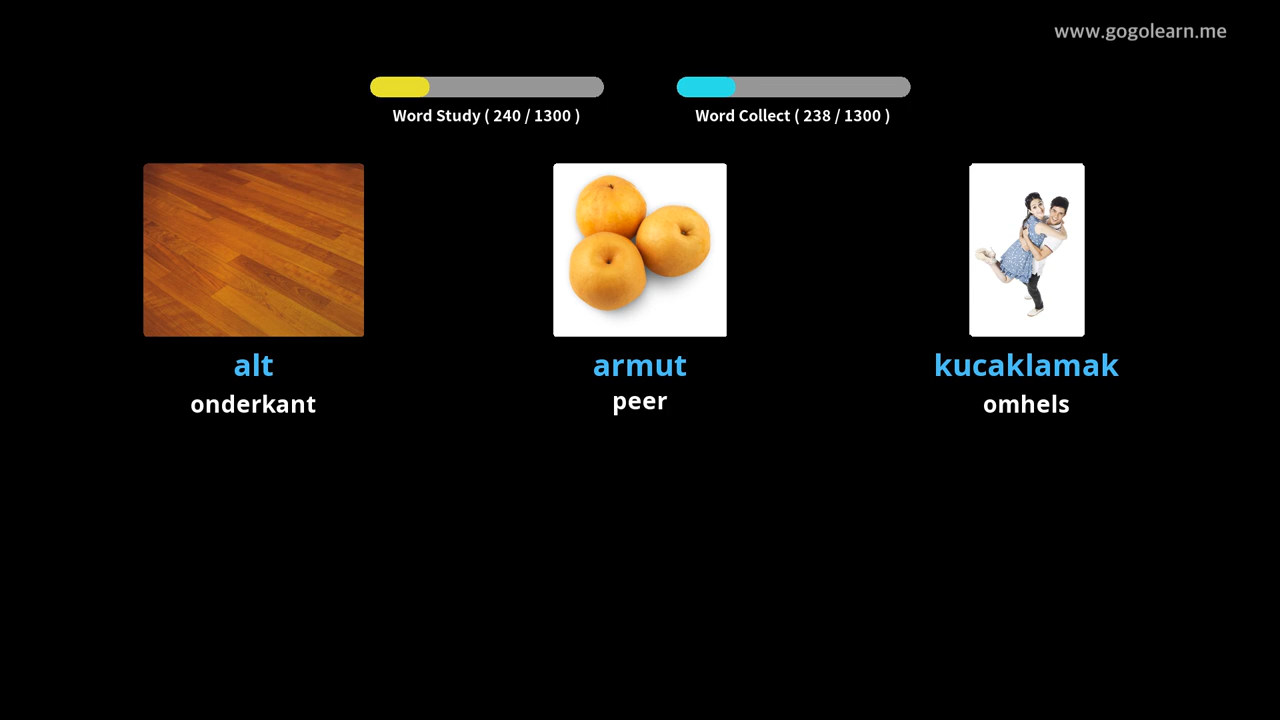 www.gogolearn.me
Word Study ( 240 / 1300 )
Word Collect ( 238 / 1300 )
alt
onderkant
armut
peer
kucaklamak
omhels